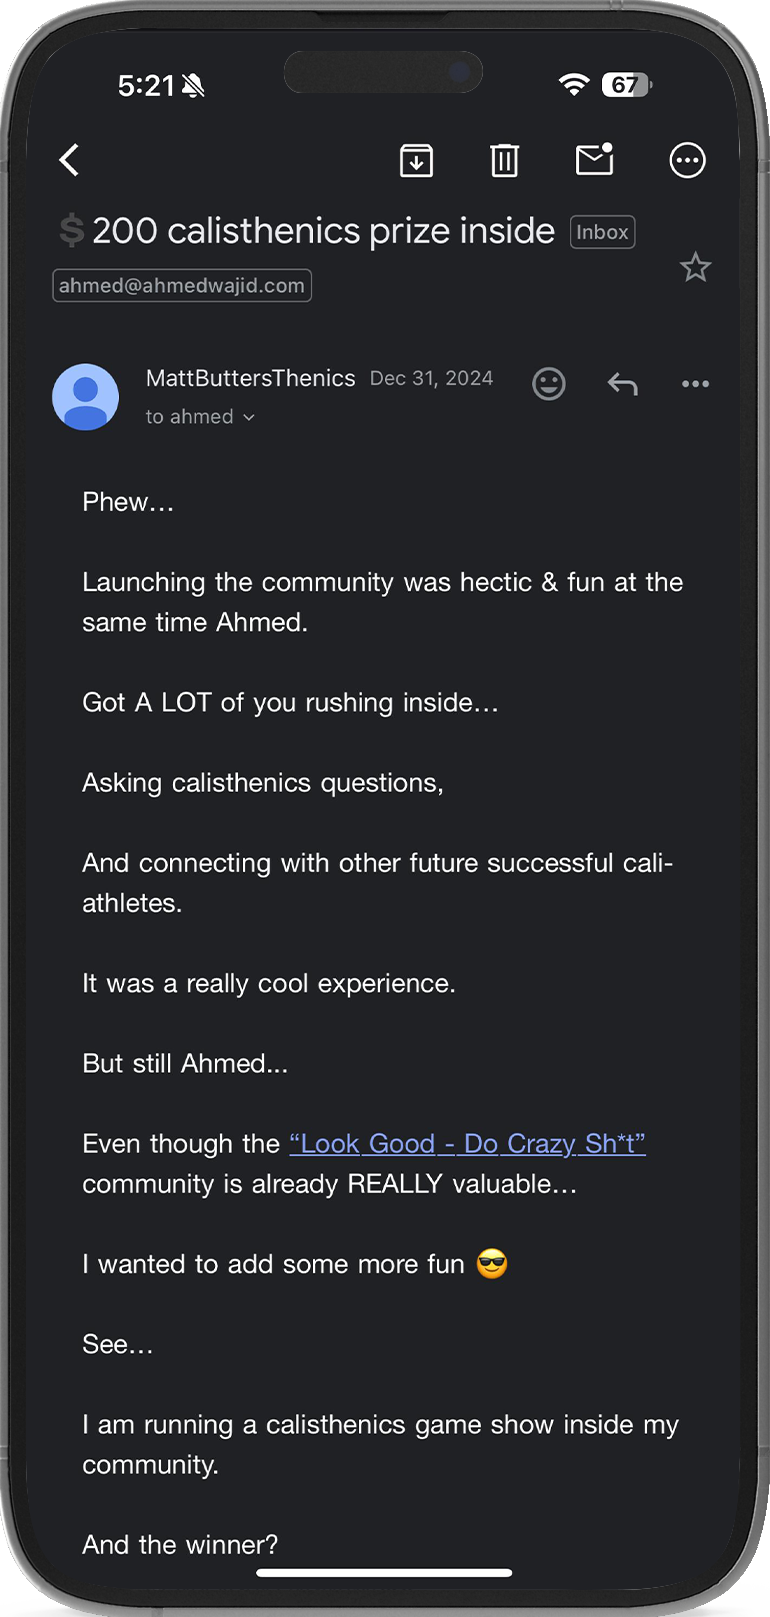 5:21
67
💲200 calisthenics prize inside Inbox
ahmed@ahmedwajid.com
MattButtersThenics Dec 31, 2024
to ahmed
Phew…
Launching the community was hectic & fun at the
same time Ahmed.
Got A LOT of you rushing inside…
Asking calisthenics questions,
And connecting with other future successful cali-
athletes.
It was a really cool experience.
But still Ahmed...
Even though the “Look Good - Do Crazy Sh*t”
community is already REALLY valuable…
I wanted to add some more fun 😎
See…
I am running a calisthenics game show inside my
community.
And the winner?